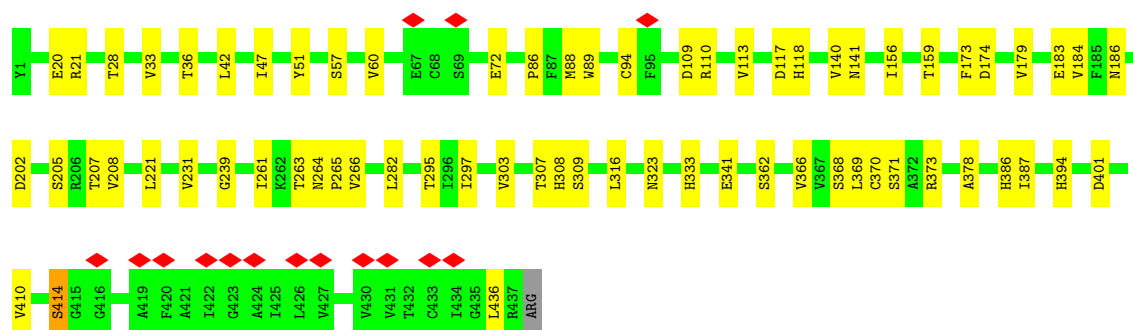 Y1 E20 R21 T28 V33 T36 L42 I47 Y51 S57 V60 E67 C68 S69 E72 P86 F87 M88 W89 C94 F95 D109 R110 V113 D117 H118 V140 N141 I156 T159 F173 D174 V179 E183 V184 F185 N186
D202 S205 R206 T207 V208 L221 V231 G239 I261 K262 T263 N264 P265 V266 L282 T295 I296 I297 V303 T307 H308 S309 L316 N323 H333 E341 S362 V366 V367 S368 L369 C370 S371 A372 R373 A378 H386 I387 H394 D401
V410 S414 G415 G416 A419 F420 A421 I422 G423 A424 I425 L426 V427 V430 V431 T432 C433 I434 G435 L436 R437 ARG